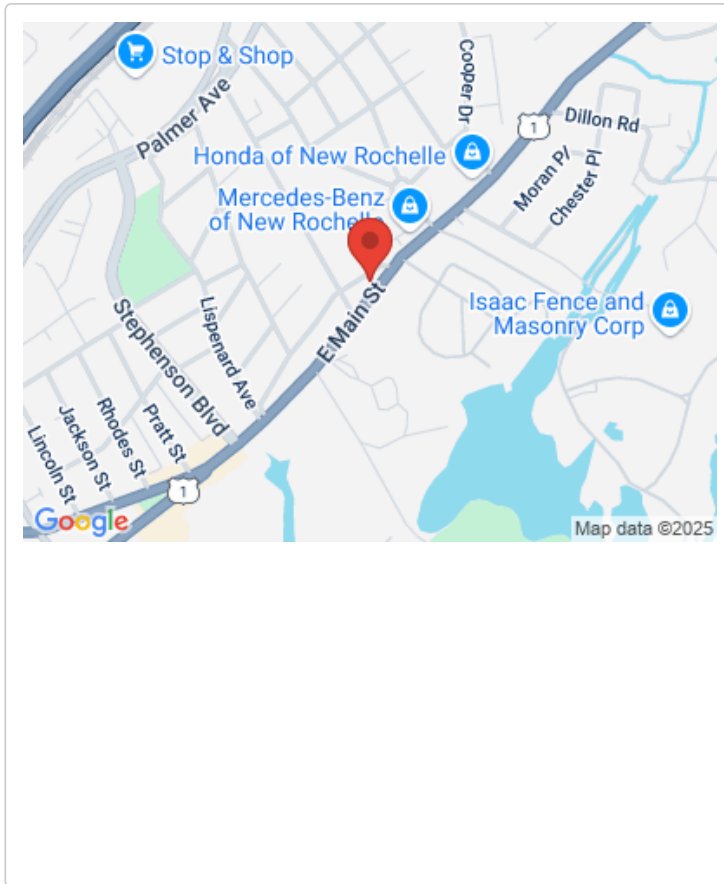 Stop & Shop
Palmer Ave
Cooper Dr
1
Dillon Rd
Honda of New Rochelle
Moran Pl
Chester Pl
Mercedes-Benz
of New Rochelle
E Main St
Isaac Fence and
Masonry Corp
Stephenson Blvd
Lispenard Ave
Pratt St
Rhodes St
Jackson St
Lincoln St
1
Google
Map data ©2025